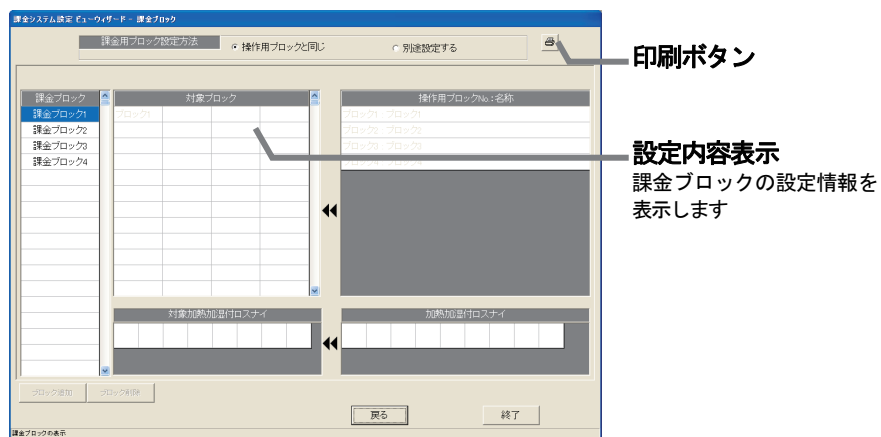 課金システム設定 ビューウィザード - 課金ブロック
課金用ブロック設定方法
操作用ブロックと同じ
別途設定する
印刷ボタン
課金ブロック
対象ブロック
操作用ブロックNo.:名称
課金ブロック1
ブロック1
ブロック1:ブロック1
課金ブロック2
ブロック2:ブロック2
課金ブロック3
ブロック3:ブロック3
課金ブロック4
ブロック4:ブロック4
設定内容表示
課金ブロックの設定情報を
表示します
対象加熱加湿付ロスナイ
加熱加湿付ロスナイ
ブロック追加
ブロック削除
戻る
終了
課金ブロックの表示